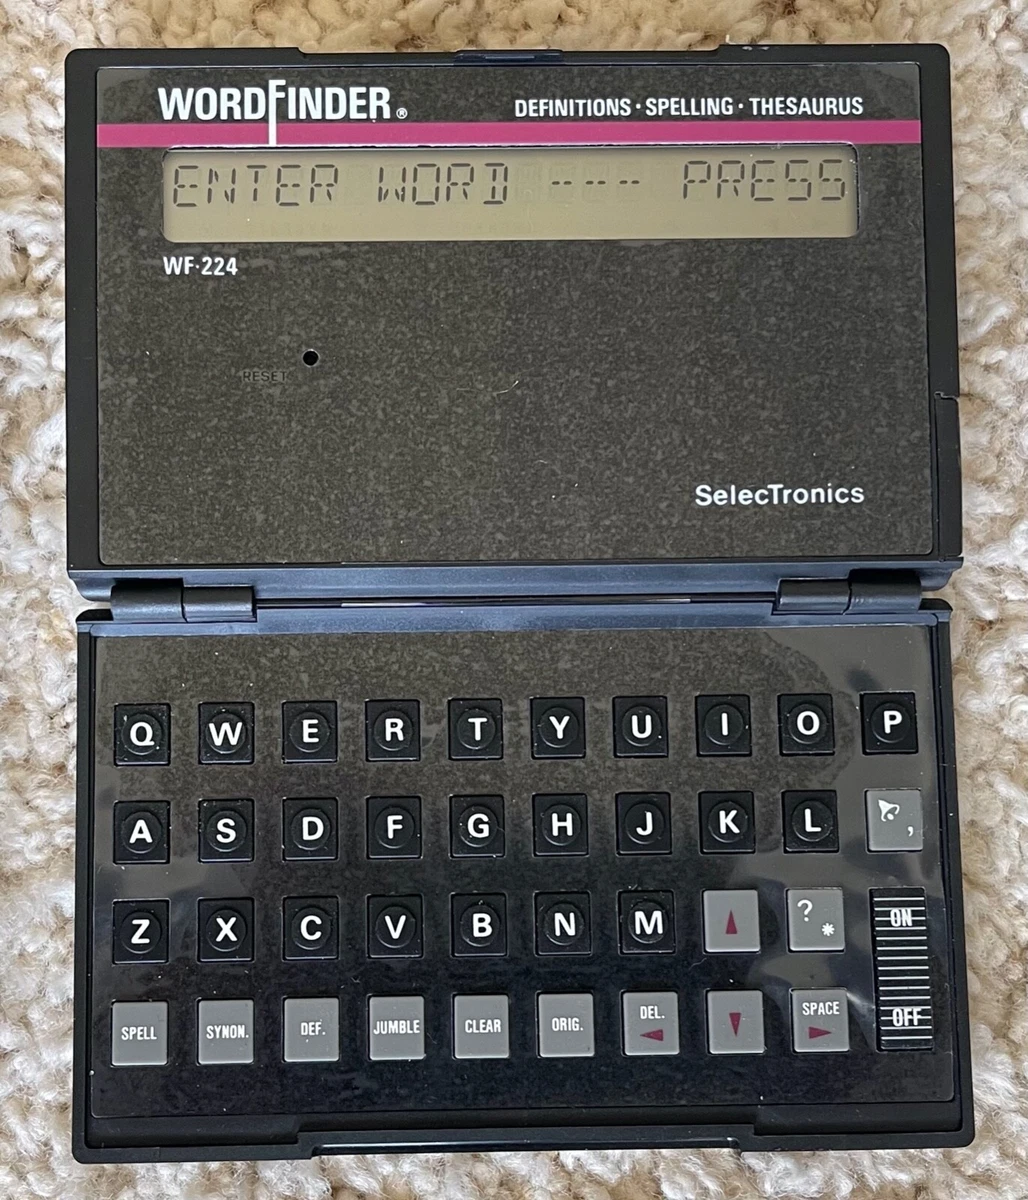 WORDFINDER®
DEFINITIONS · SPELLING · THESAURUS
ENTER WORD --- PRESS
WF·224
RESET
SelecTronics
Q W E R T Y U I O P
A S D F G H J K L ,
Z X C V B N M ? *
ON
SPELL SYNON. DEF. JUMBLE CLEAR ORIG. DEL. SPACE
OFF